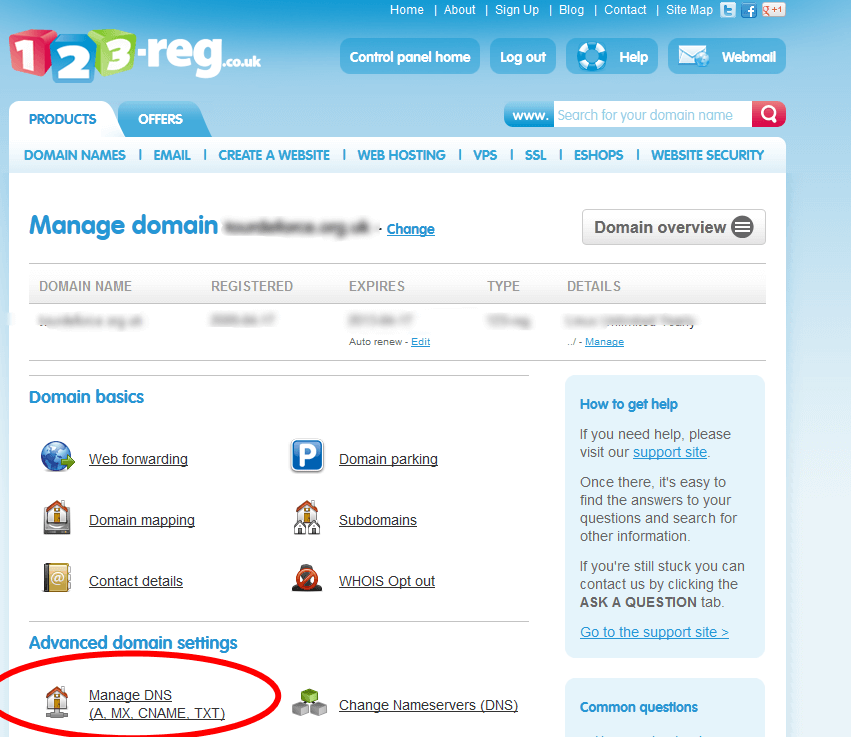 Home | About | Sign Up | Blog | Contact | Site Map
+1
123-reg.co.uk
Control panel home
Log out
Help
Webmail
PRODUCTS
OFFERS
www. Search for your domain name
DOMAIN NAMES | EMAIL | CREATE A WEBSITE | WEB HOSTING | VPS | SSL | ESHOPS | WEBSITE SECURITY
Manage domain - Change
Domain overview
DOMAIN NAME REGISTERED EXPIRES TYPE DETAILS
Yearly
Auto renew - Edit
../ - Manage
Domain basics
Web forwarding
Domain parking
Domain mapping
Subdomains
Contact details
WHOIS Opt out
Advanced domain settings
Manage DNS
(A, MX, CNAME, TXT)
Change Nameservers (DNS)
How to get help
If you need help, please
visit our support site.
Once there, it's easy to
find the answers to your
questions and search for
other information.
If you're still stuck you can
contact us by clicking the
ASK A QUESTION tab.
Go to the support site >
Common questions